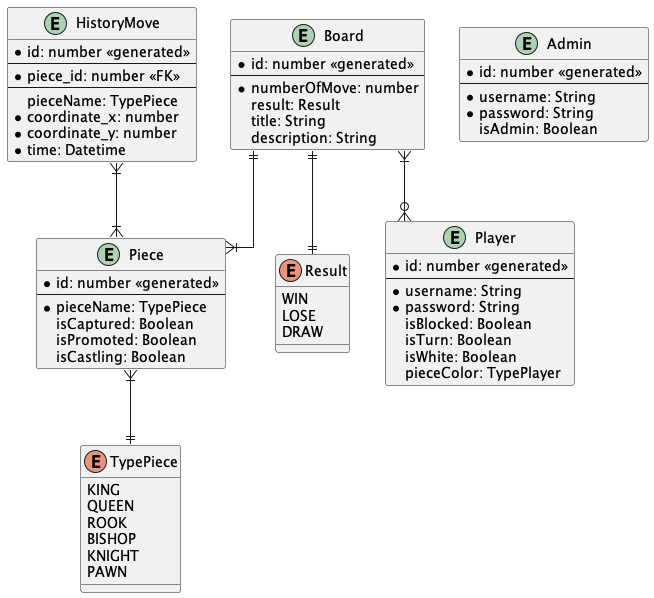 E HistoryMove
id: number «generated»
piece_id: number «FK»
pieceName: TypePiece
coordinate_x: number
coordinate_y: number
time: Datetime
E Board
id: number «generated»
numberOfMove: number
result: Result
title: String
description: String
E Admin
id: number «generated»
username: String
password: String
isAdmin: Boolean
E Piece
id: number «generated»
pieceName: TypePiece
isCaptured: Boolean
isPromoted: Boolean
isCastling: Boolean
E Result
WIN
LOSE
DRAW
E Player
id: number «generated»
username: String
password: String
isBlocked: Boolean
isTurn: Boolean
isWhite: Boolean
pieceColor: TypePlayer
E TypePiece
KING
QUEEN
ROOK
BISHOP
KNIGHT
PAWN